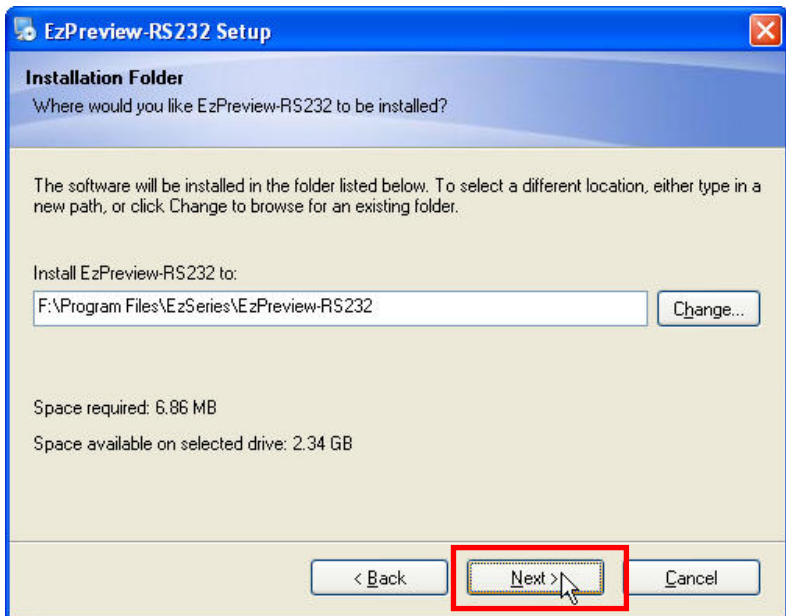 EzPreview-RS232 Setup
Installation Folder
Where would you like EzPreview-RS232 to be installed?
The software will be installed in the folder listed below. To select a different location, either type in a
new path, or click Change to browse for an existing folder.
Install EzPreview-RS232 to:
F:\Program Files\EzSeries\EzPreview-RS232
Change...
Space required: 6.86 MB
Space available on selected drive: 2.34 GB
< Back
Next >
Cancel